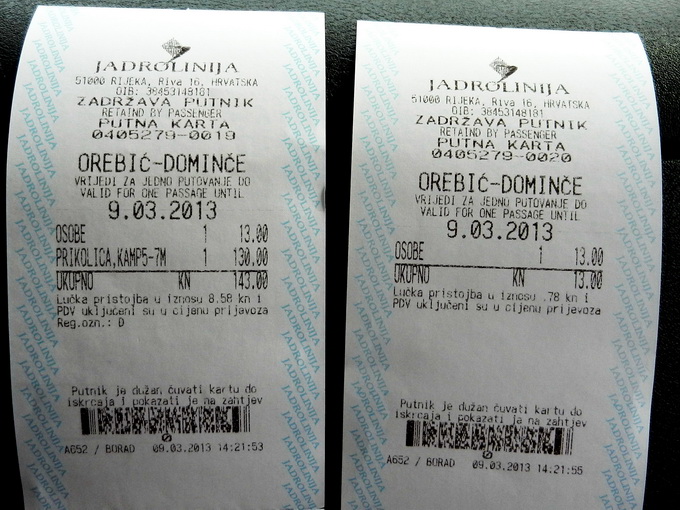 JADROLINIJA
51000 RIJEKA, Riva 16, HRVATSKA
OIB: 38453148181
ZADRŽAVA PUTNIK
RETAIND BY PASSENGER
PUTNA KARTA
0405279-0019
OREBIĆ-DOMINČE
VRIJEDI ZA JEDNO PUTOVANJE DO
VALID FOR ONE PASSAGE UNTIL
9.03.2013
OSOBE 1 13.00
PRIKOLICA,KAMP5-7M 1 130.00
UKUPNO KN 143.00
Lučka pristojba u iznosu 8.58 kn i
PDV uključeni su u cijenu prijevoza
Reg.ozn.: D
Putnik je dužan čuvati kartu do
iskrcaja i pokazati je na zahtjev
0
A652 / BORAD 09.03.2013 14:21:53
JADROLINIJA
51000 RIJEKA, Riva 16, HRVATSKA
OIB: 38453148181
ZADRŽAVA PUTNIK
RETAIND BY PASSENGER
PUTNA KARTA
0405279-0020
OREBIĆ-DOMINČE
VRIJEDI ZA JEDNO PUTOVANJE DO
VALID FOR ONE PASSAGE UNTIL
9.03.2013
OSOBE 1 13.00
UKUPNO KN 13.00
Lučka pristojba u iznosu .78 kn i
PDV uključeni su u cijenu prijevoza
Putnik je dužan čuvati kartu do
iskrcaja i pokazati je na zahtjev
0
A652 / BORAD 09.03.2013 14:21:55